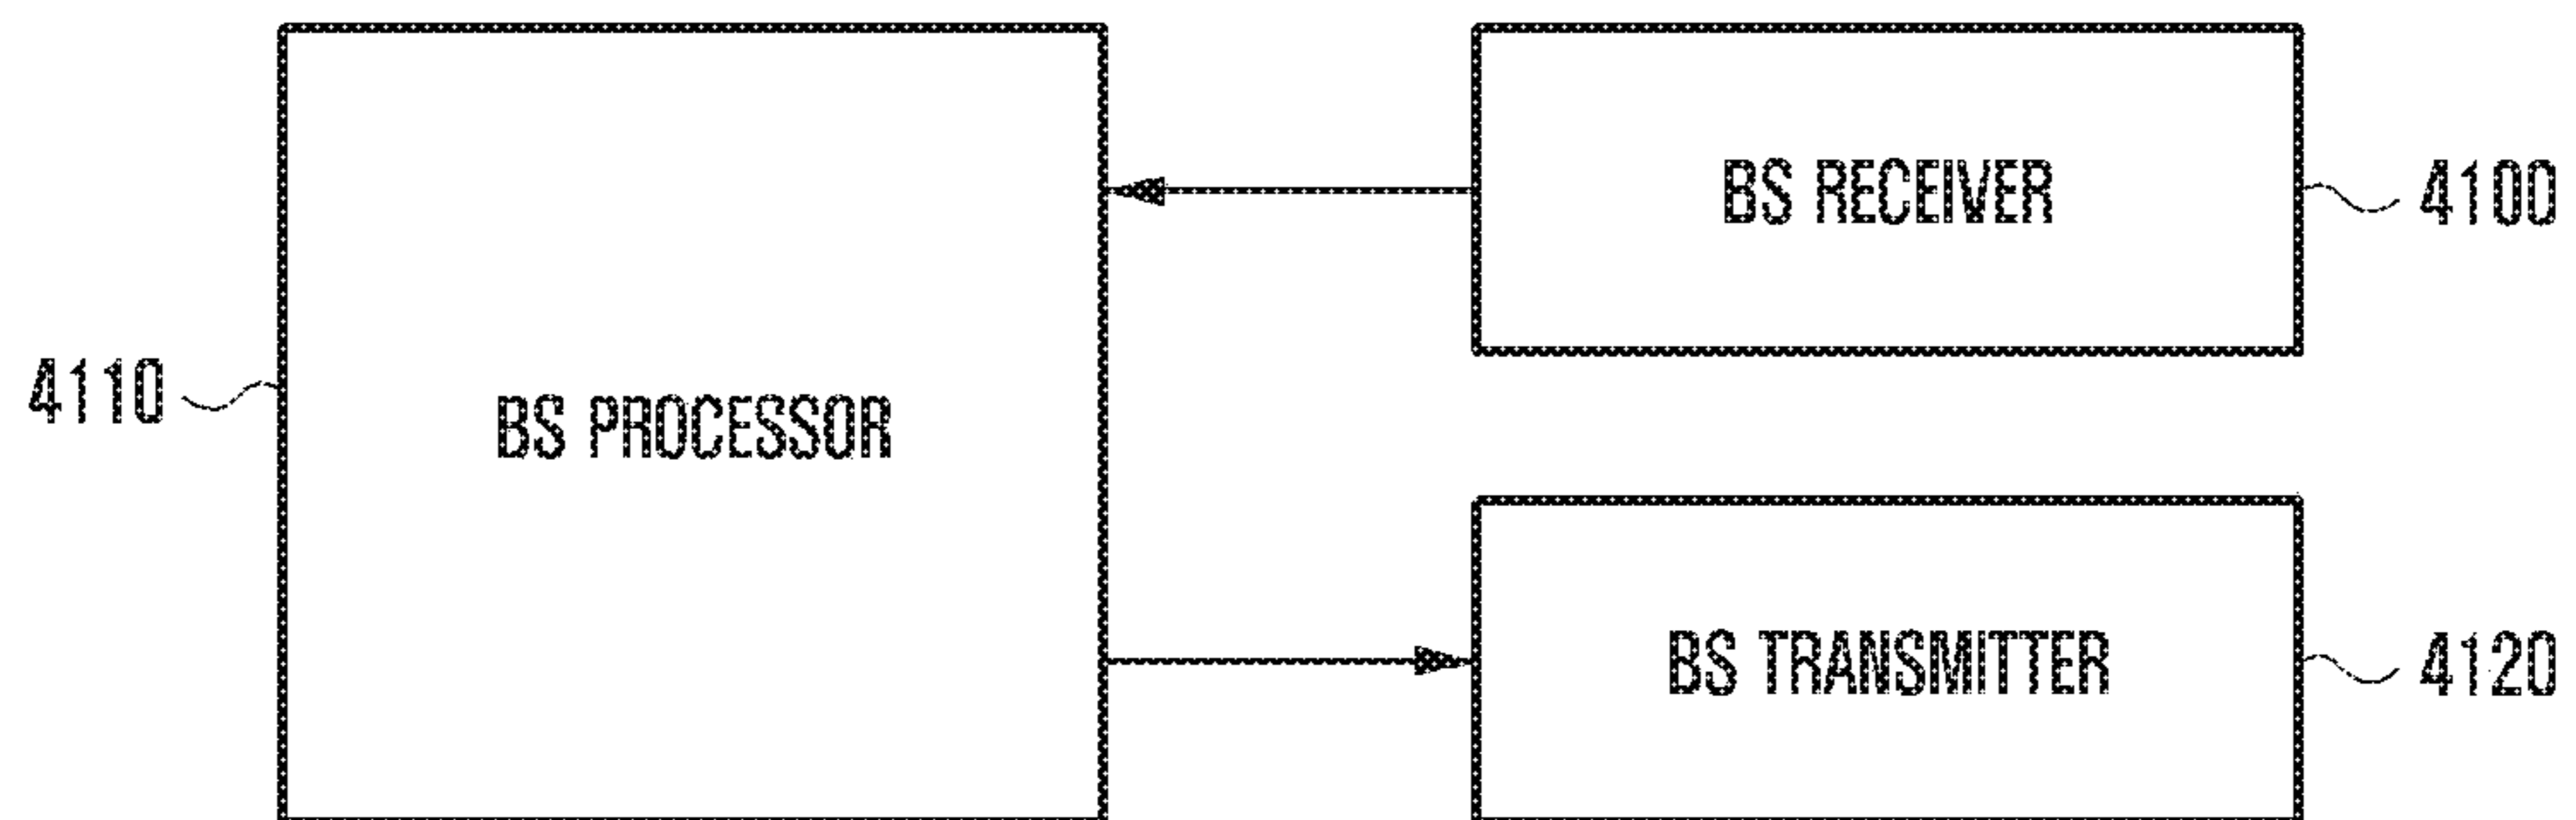 BS RECEIVER
4100
4110
BS PROCESSOR
BS TRANSMITTER
4120